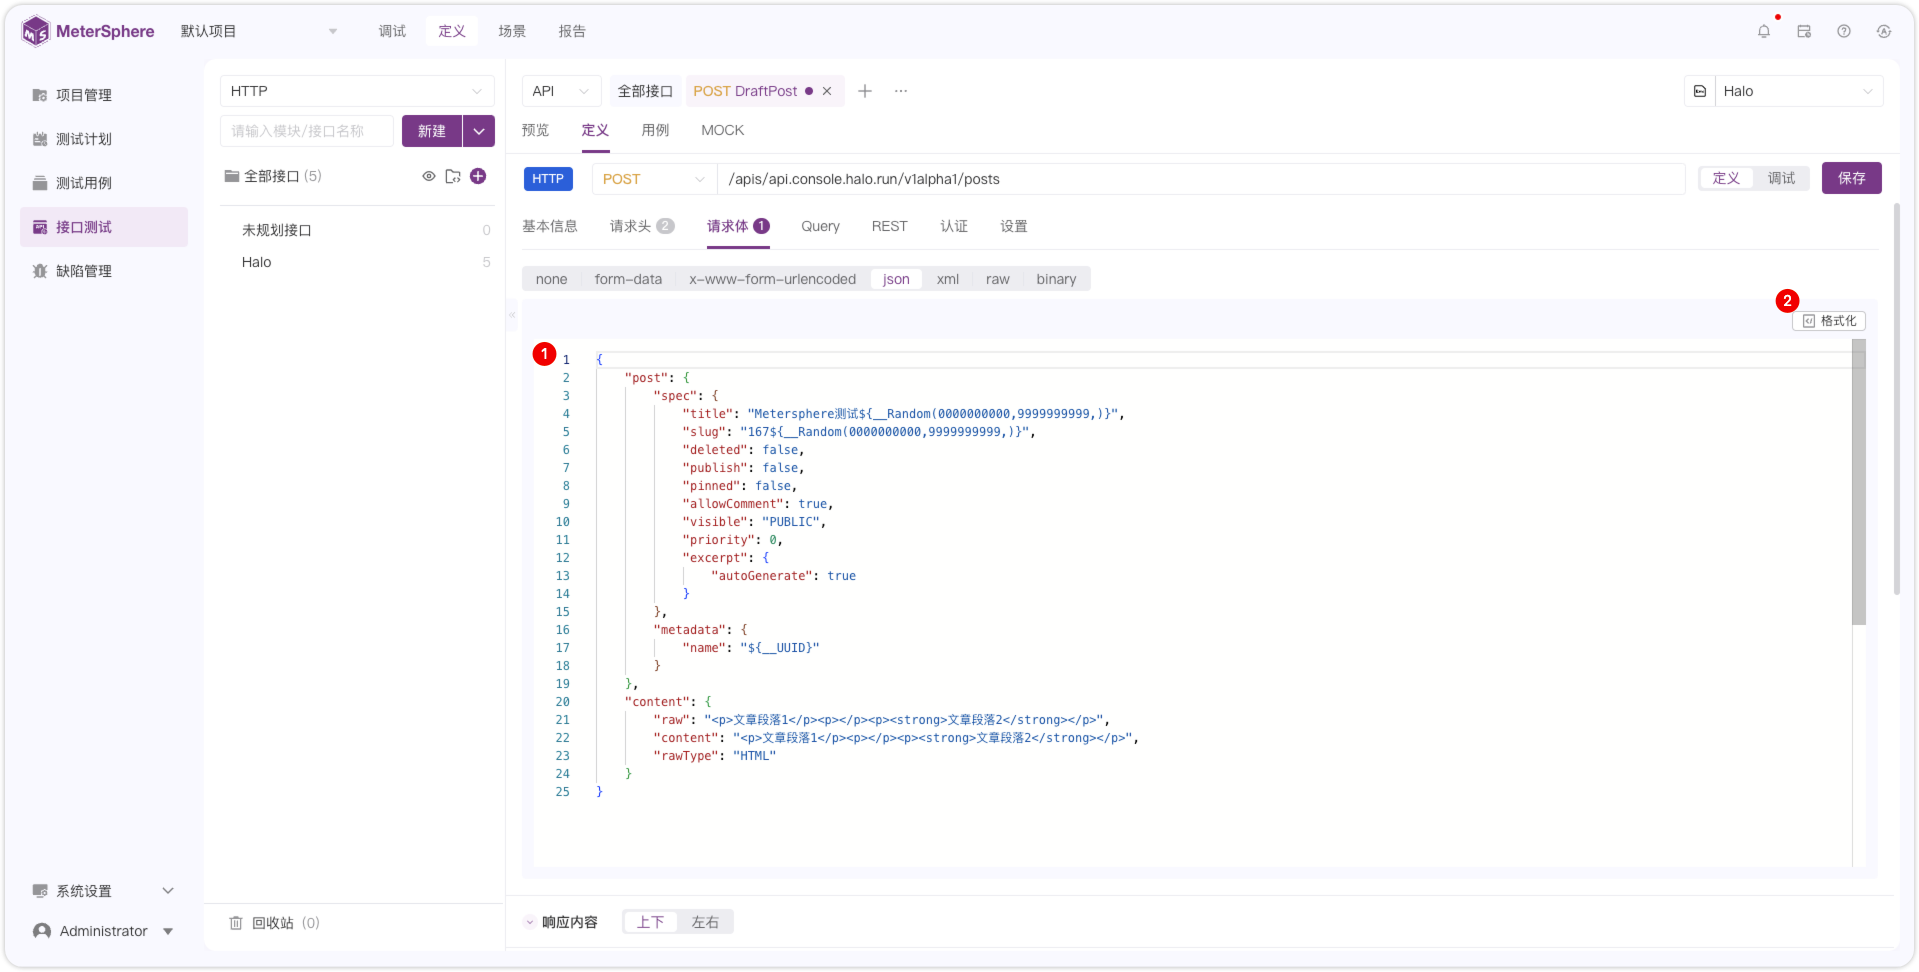 MeterSphere 默认项目 调试 定义 场景 报告
项目管理
测试计划
测试用例
接口测试
缺陷管理
系统设置
Administrator
HTTP
请输入模块/接口名称 新建
全部接口 (5)
未规划接口 0
Halo 5
回收站 (0)
API 全部接口 POST DraftPost Halo
预览 定义 用例 MOCK
HTTP POST /apis/api.console.halo.run/v1alpha1/posts 定义 调试 保存
基本信息 请求头 2 请求体 1 Query REST 认证 设置
none form-data x-www-form-urlencoded json xml raw binary
2
格式化
1
1 {
2 "post": {
3 "spec": {
4 "title": "Metersphere测试${__Random(0000000000,9999999999,)}",
5 "slug": "167${__Random(0000000000,9999999999,)}",
6 "deleted": false,
7 "publish": false,
8 "pinned": false,
9 "allowComment": true,
10 "visible": "PUBLIC",
11 "priority": 0,
12 "excerpt": {
13 "autoGenerate": true
14 }
15 },
16 "metadata": {
17 "name": "${__UUID}"
18 }
19 },
20 "content": {
21 "raw": "<p>文章段落1</p><p></p><p><strong>文章段落2</strong></p>",
22 "content": "<p>文章段落1</p><p></p><p><strong>文章段落2</strong></p>",
23 "rawType": "HTML"
24 }
25 }
响应内容 上下 左右